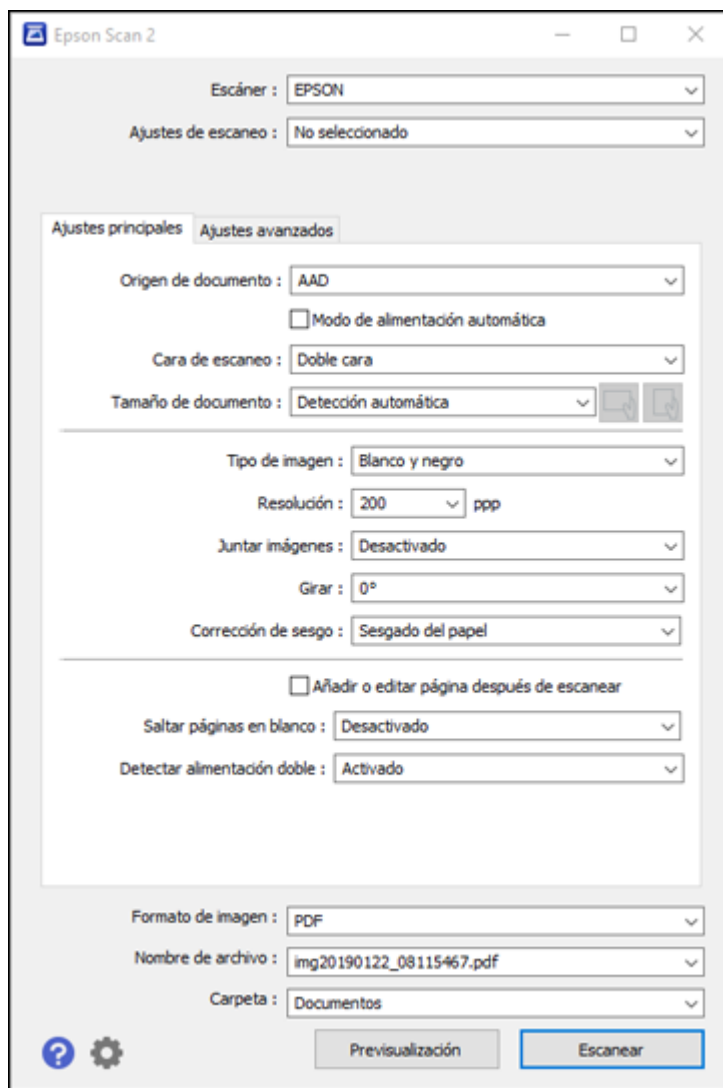 Epson Scan 2
Escáner : EPSON
Ajustes de escaneo : No seleccionado
Ajustes principales Ajustes avanzados
Origen de documento : AAD
Modo de alimentación automática
Cara de escaneo : Doble cara
Tamaño de documento : Detección automática
Tipo de imagen : Blanco y negro
Resolución : 200 ppp
Juntar imágenes : Desactivado
Girar : 0°
Corrección de sesgo : Sesgado del papel
Añadir o editar página después de escanear
Saltar páginas en blanco : Desactivado
Detectar alimentación doble : Activado
Formato de imagen : PDF
Nombre de archivo : img20190122_08115467.pdf
Carpeta : Documentos
? Previsualización Escanear